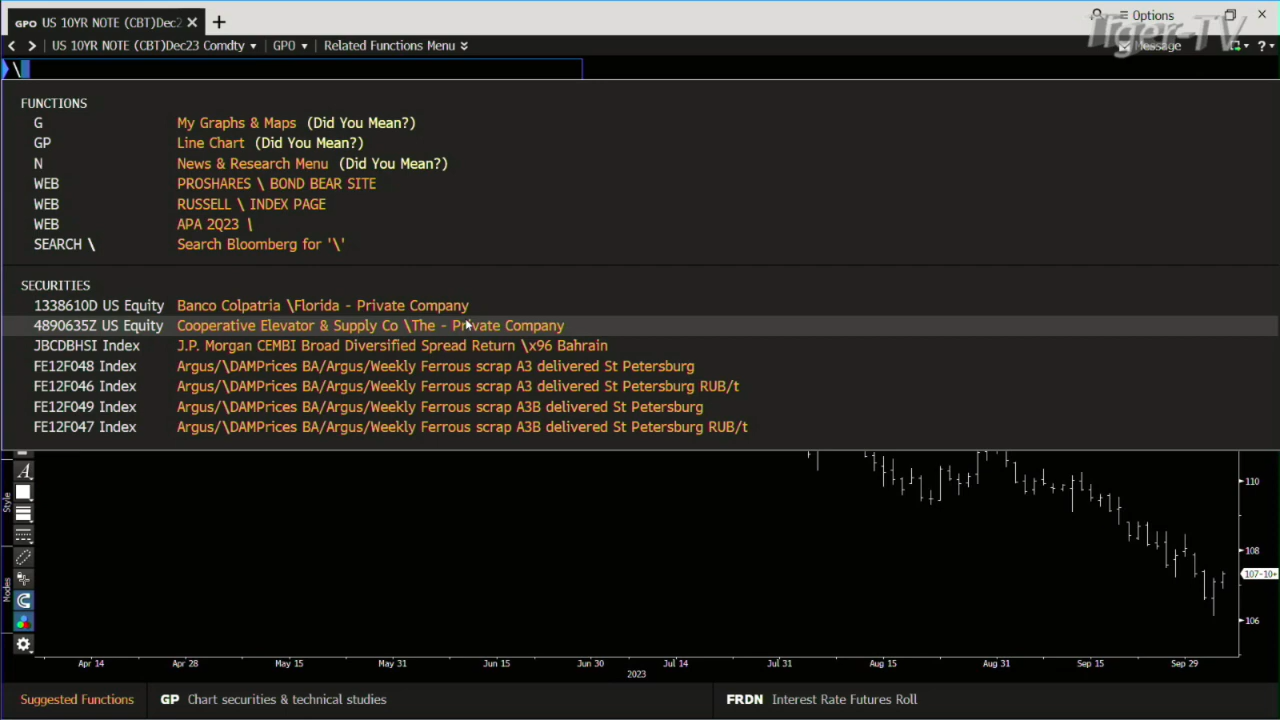 GPO US 10YR NOTE (CBT)Dec2
Options
US 10YR NOTE (CBT)Dec23 Comdty GPO Related Functions Menu
Message
Tiger-TV
\
FUNCTIONS
G My Graphs & Maps (Did You Mean?)
GP Line Chart (Did You Mean?)
N News & Research Menu (Did You Mean?)
WEB PROSHARES \ BOND BEAR SITE
WEB RUSSELL \ INDEX PAGE
WEB APA 2Q23 \
SEARCH \ Search Bloomberg for '\'
SECURITIES
1338610D US Equity Banco Colpatria \Florida - Private Company
4890635Z US Equity Cooperative Elevator & Supply Co \The - Private Company
JBCDBHSI Index J.P. Morgan CEMBI Broad Diversified Spread Return \x96 Bahrain
FE12F048 Index Argus/\DAMPrices BA/Argus/Weekly Ferrous scrap A3 delivered St Petersburg
FE12F046 Index Argus/\DAMPrices BA/Argus/Weekly Ferrous scrap A3 delivered St Petersburg RUB/t
FE12F049 Index Argus/\DAMPrices BA/Argus/Weekly Ferrous scrap A3B delivered St Petersburg
FE12F047 Index Argus/\DAMPrices BA/Argus/Weekly Ferrous scrap A3B delivered St Petersburg RUB/t
A
Style
Modes
110
108
107-10+
106
Apr 14 Apr 28 May 15 May 31 Jun 15 Jun 30 Jul 14 Jul 31 Aug 15 Aug 31 Sep 15 Sep 29
2023
Suggested Functions GP Chart securities & technical studies FRDN Interest Rate Futures Roll